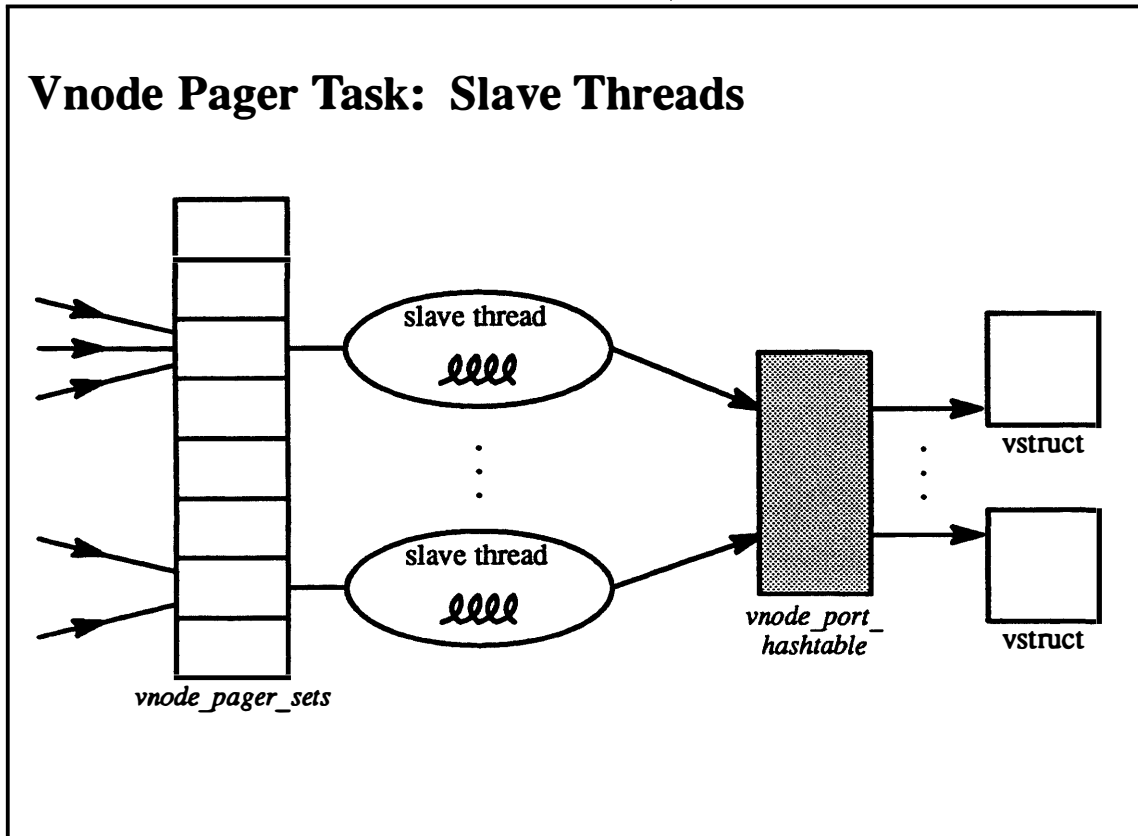 Vnode Pager Task: Slave Threads
slave thread
slave thread
vnode_pager_sets
vnode_port_
hashtable
vstruct
vstruct